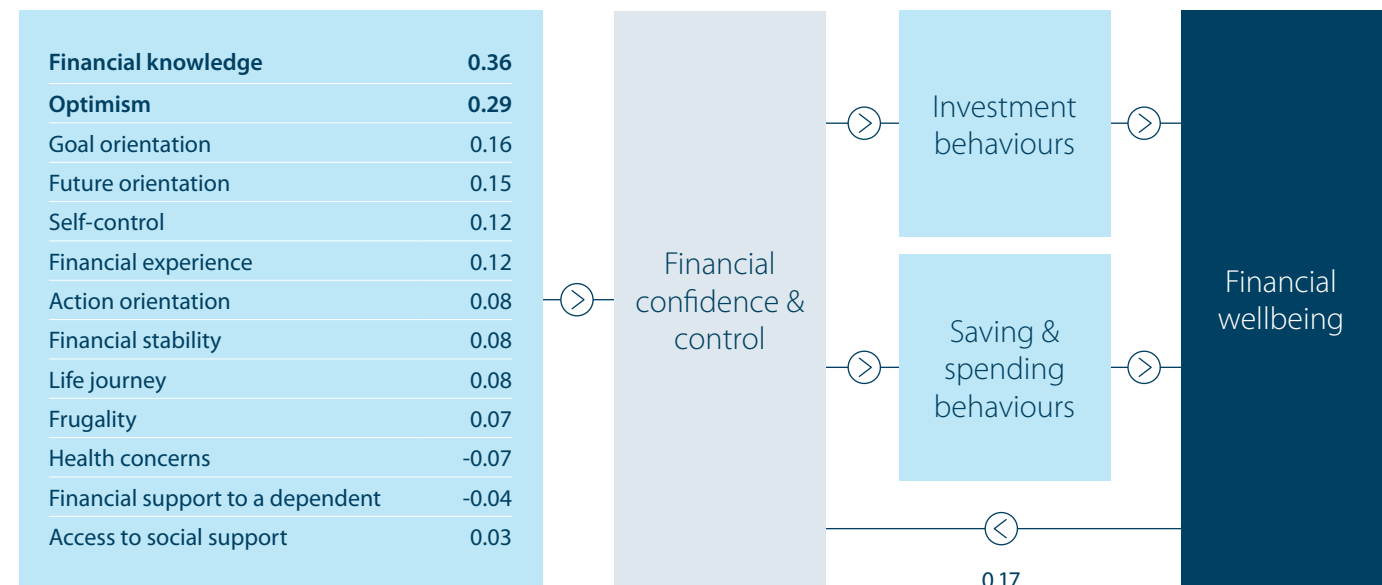 Financial knowledge 0.36
Optimism 0.29
Goal orientation 0.16
Future orientation 0.15
Self-control 0.12
Financial experience 0.12
Action orientation 0.08
Financial stability 0.08
Life journey 0.08
Frugality 0.07
Health concerns -0.07
Financial support to a dependent -0.04
Access to social support 0.03
Financial
confidence &
control
Investment
behaviours
Saving &
spending
behaviours
Financial
wellbeing
0.17